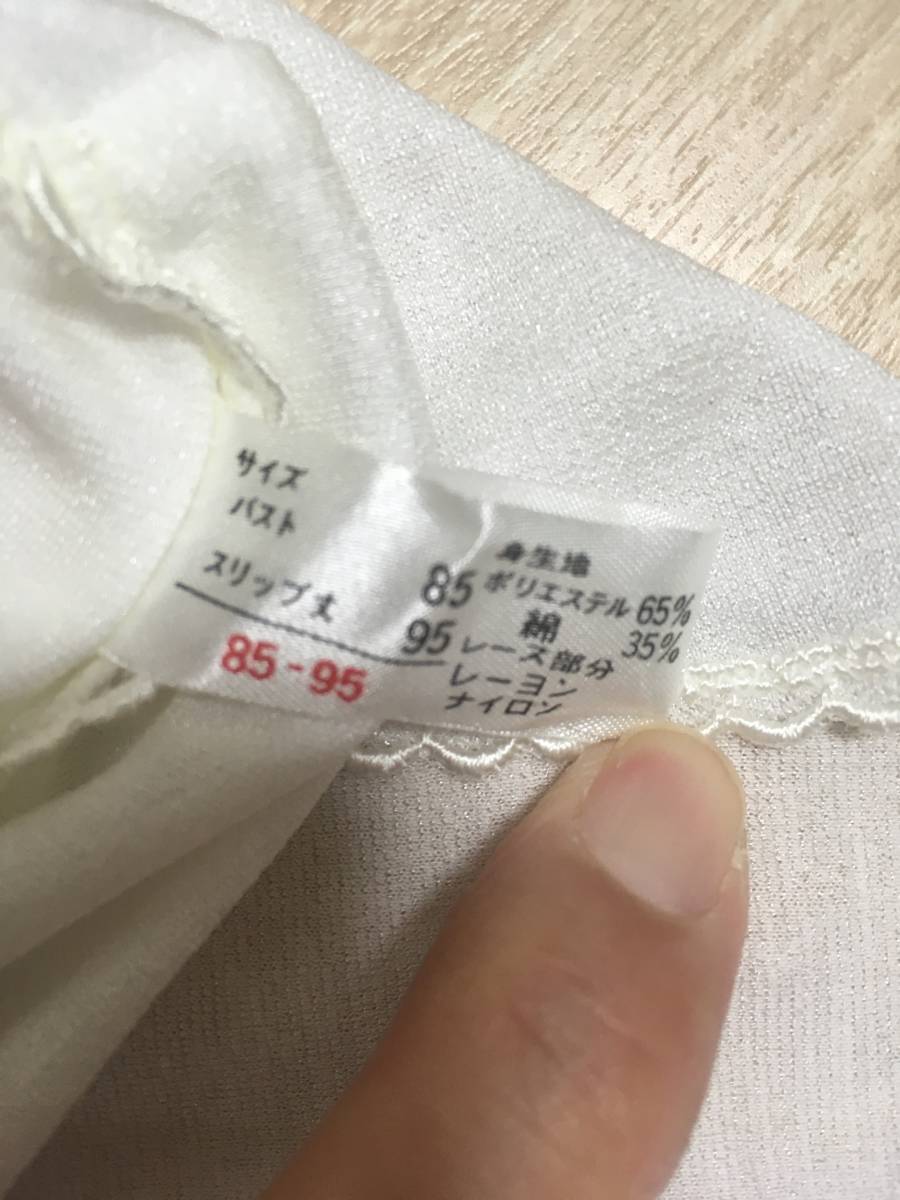 サイズ
バスト 85
スリップ丈 95
85-95
身生地
ポリエステル 65%
綿 35%
レース部分
レーヨン
ナイロン